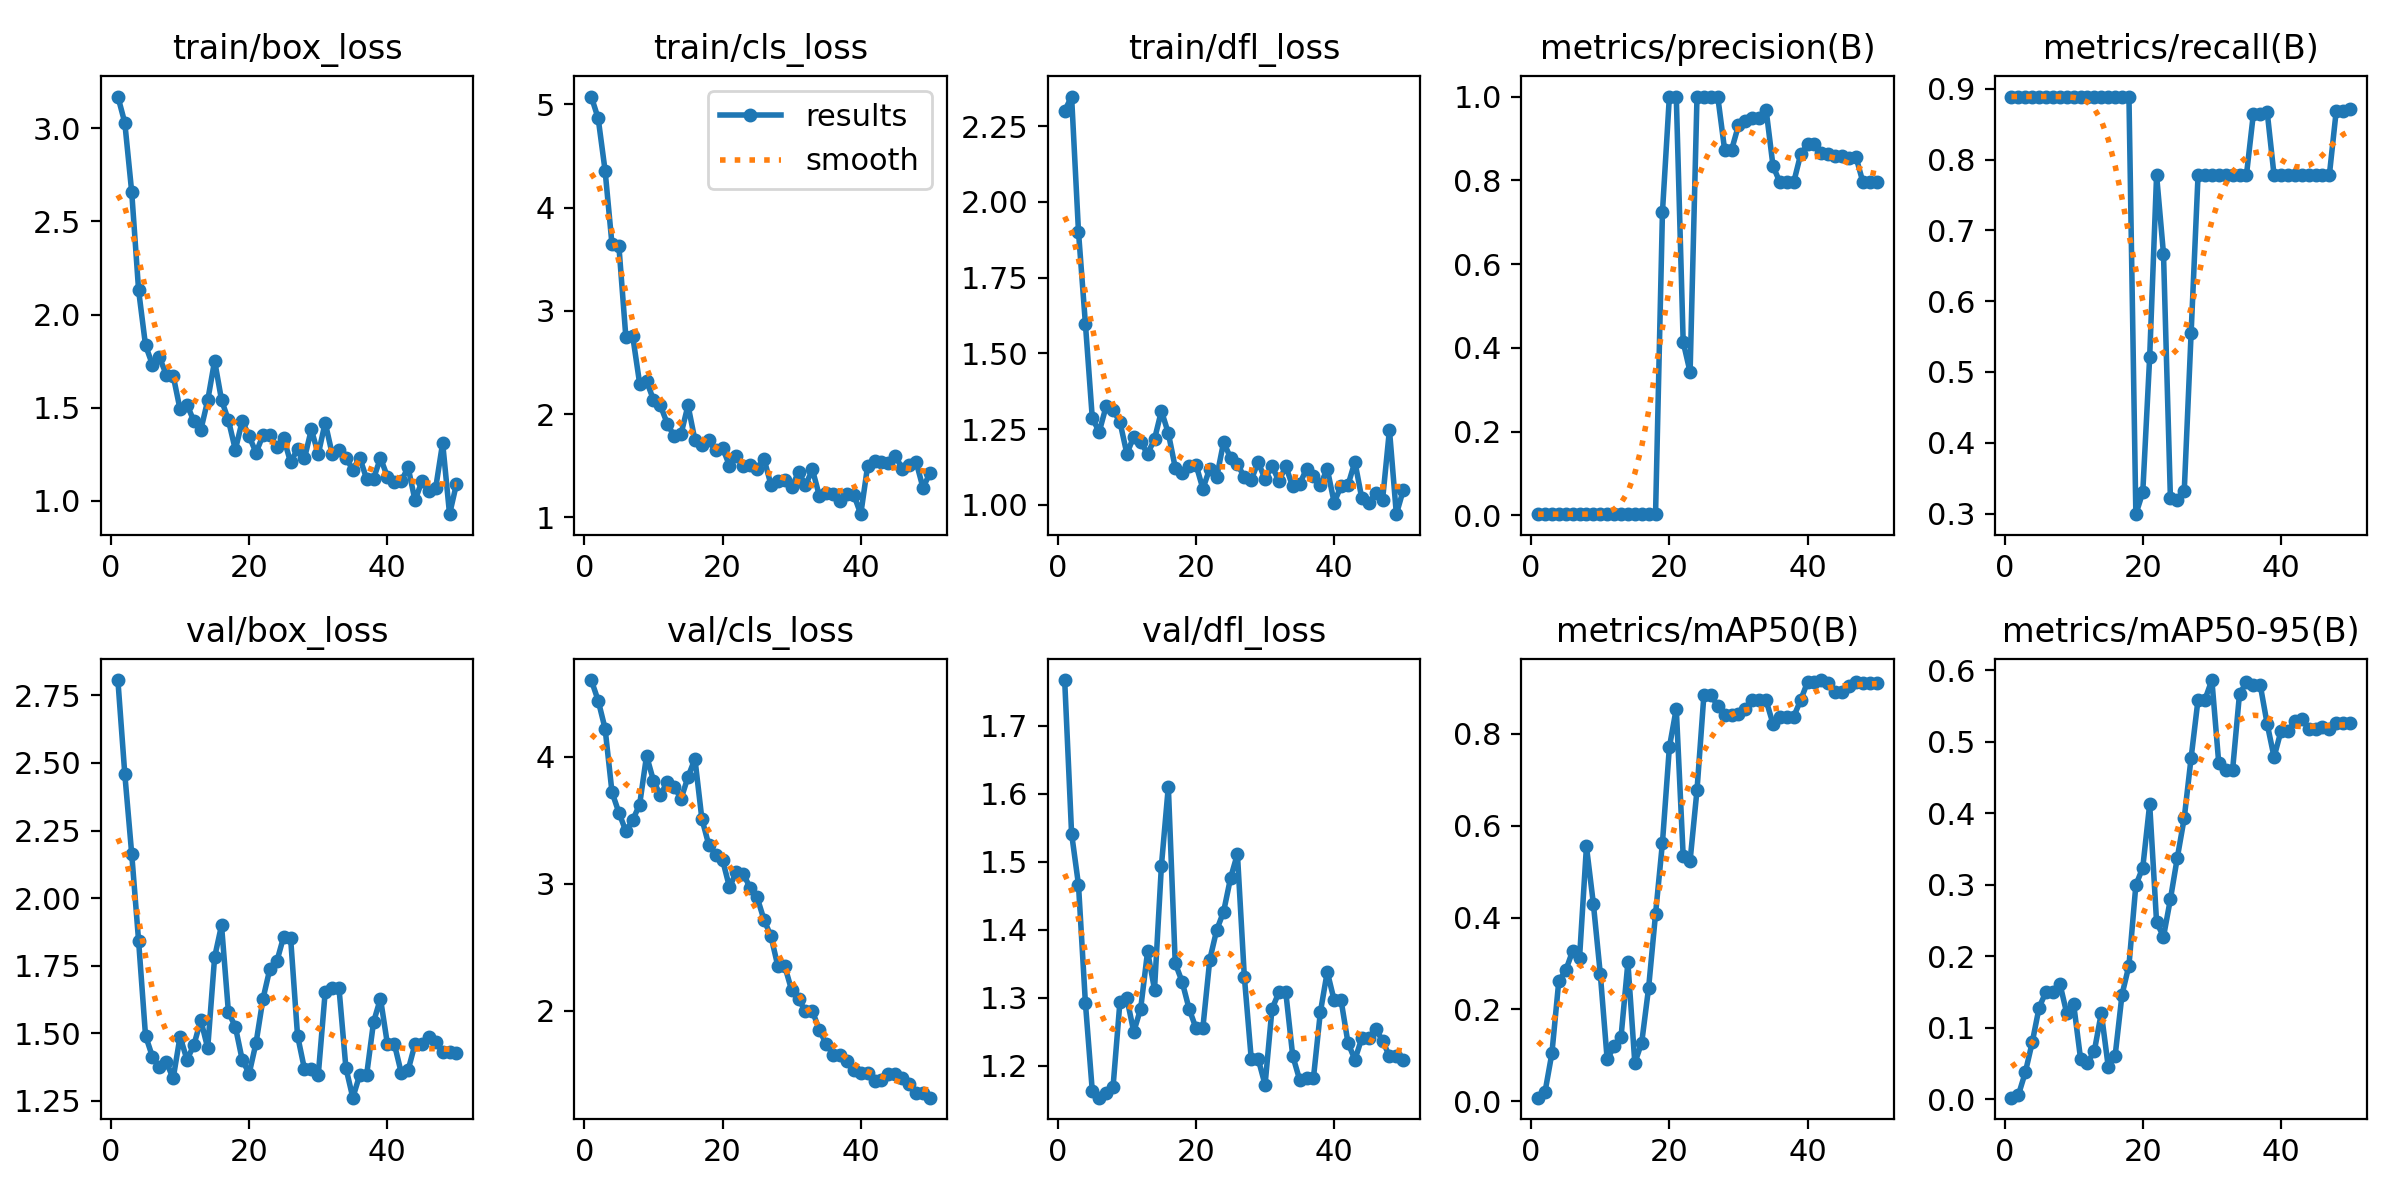 train/box_loss
3.0
2.5
2.0
1.5
1.0
0 20 40
train/cls_loss
results
smooth
5
4
3
2
1
0 20 40
train/dfl_loss
2.25
2.00
1.75
1.50
1.25
1.00
0 20 40
metrics/precision(B)
1.0
0.8
0.6
0.4
0.2
0.0
0 20 40
metrics/recall(B)
0.9
0.8
0.7
0.6
0.5
0.4
0.3
0 20 40
val/box_loss
2.75
2.50
2.25
2.00
1.75
1.50
1.25
0 20 40
val/cls_loss
4
3
2
0 20 40
val/dfl_loss
1.7
1.6
1.5
1.4
1.3
1.2
0 20 40
metrics/mAP50(B)
0.8
0.6
0.4
0.2
0.0
0 20 40
metrics/mAP50-95(B)
0.6
0.5
0.4
0.3
0.2
0.1
0.0
0 20 40